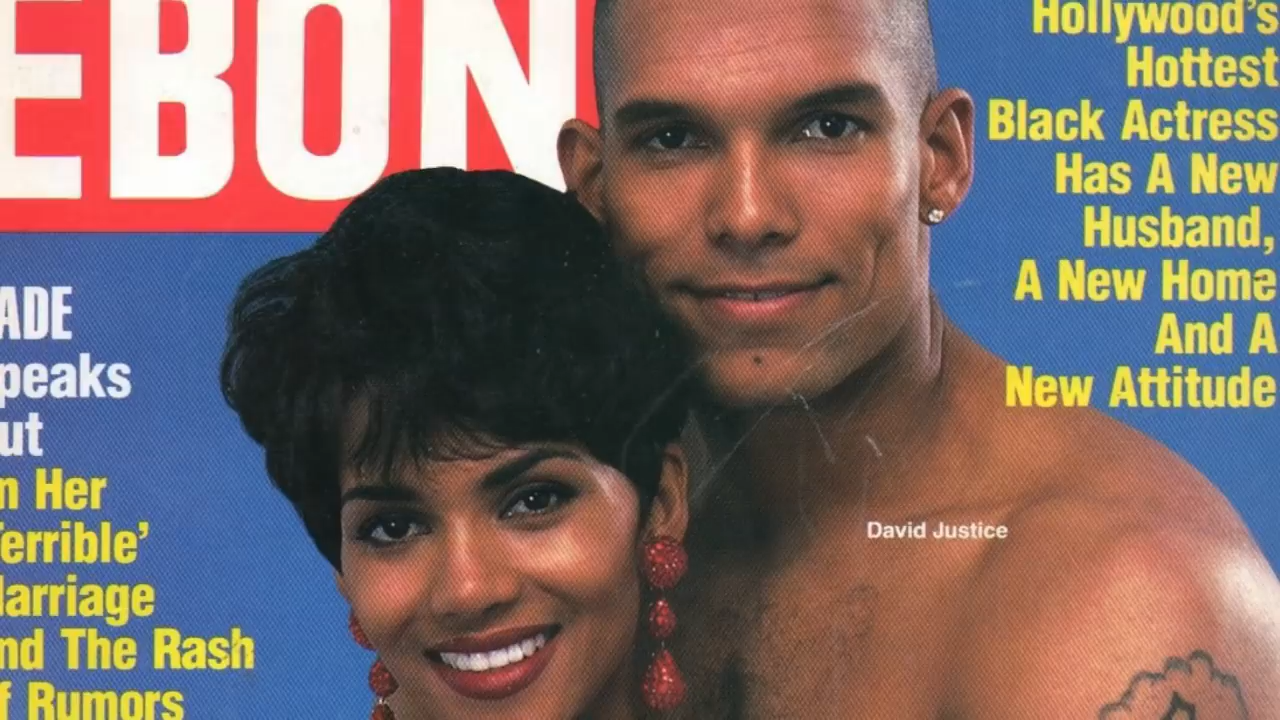 EBON
ADE
peaks
ut
n Her
errible'
arriage
nd The Rash
f Rumors
Hollywood's
Hottest
Black Actress
Has A New
Husband,
A New Home
And A
New Attitude
David Justice